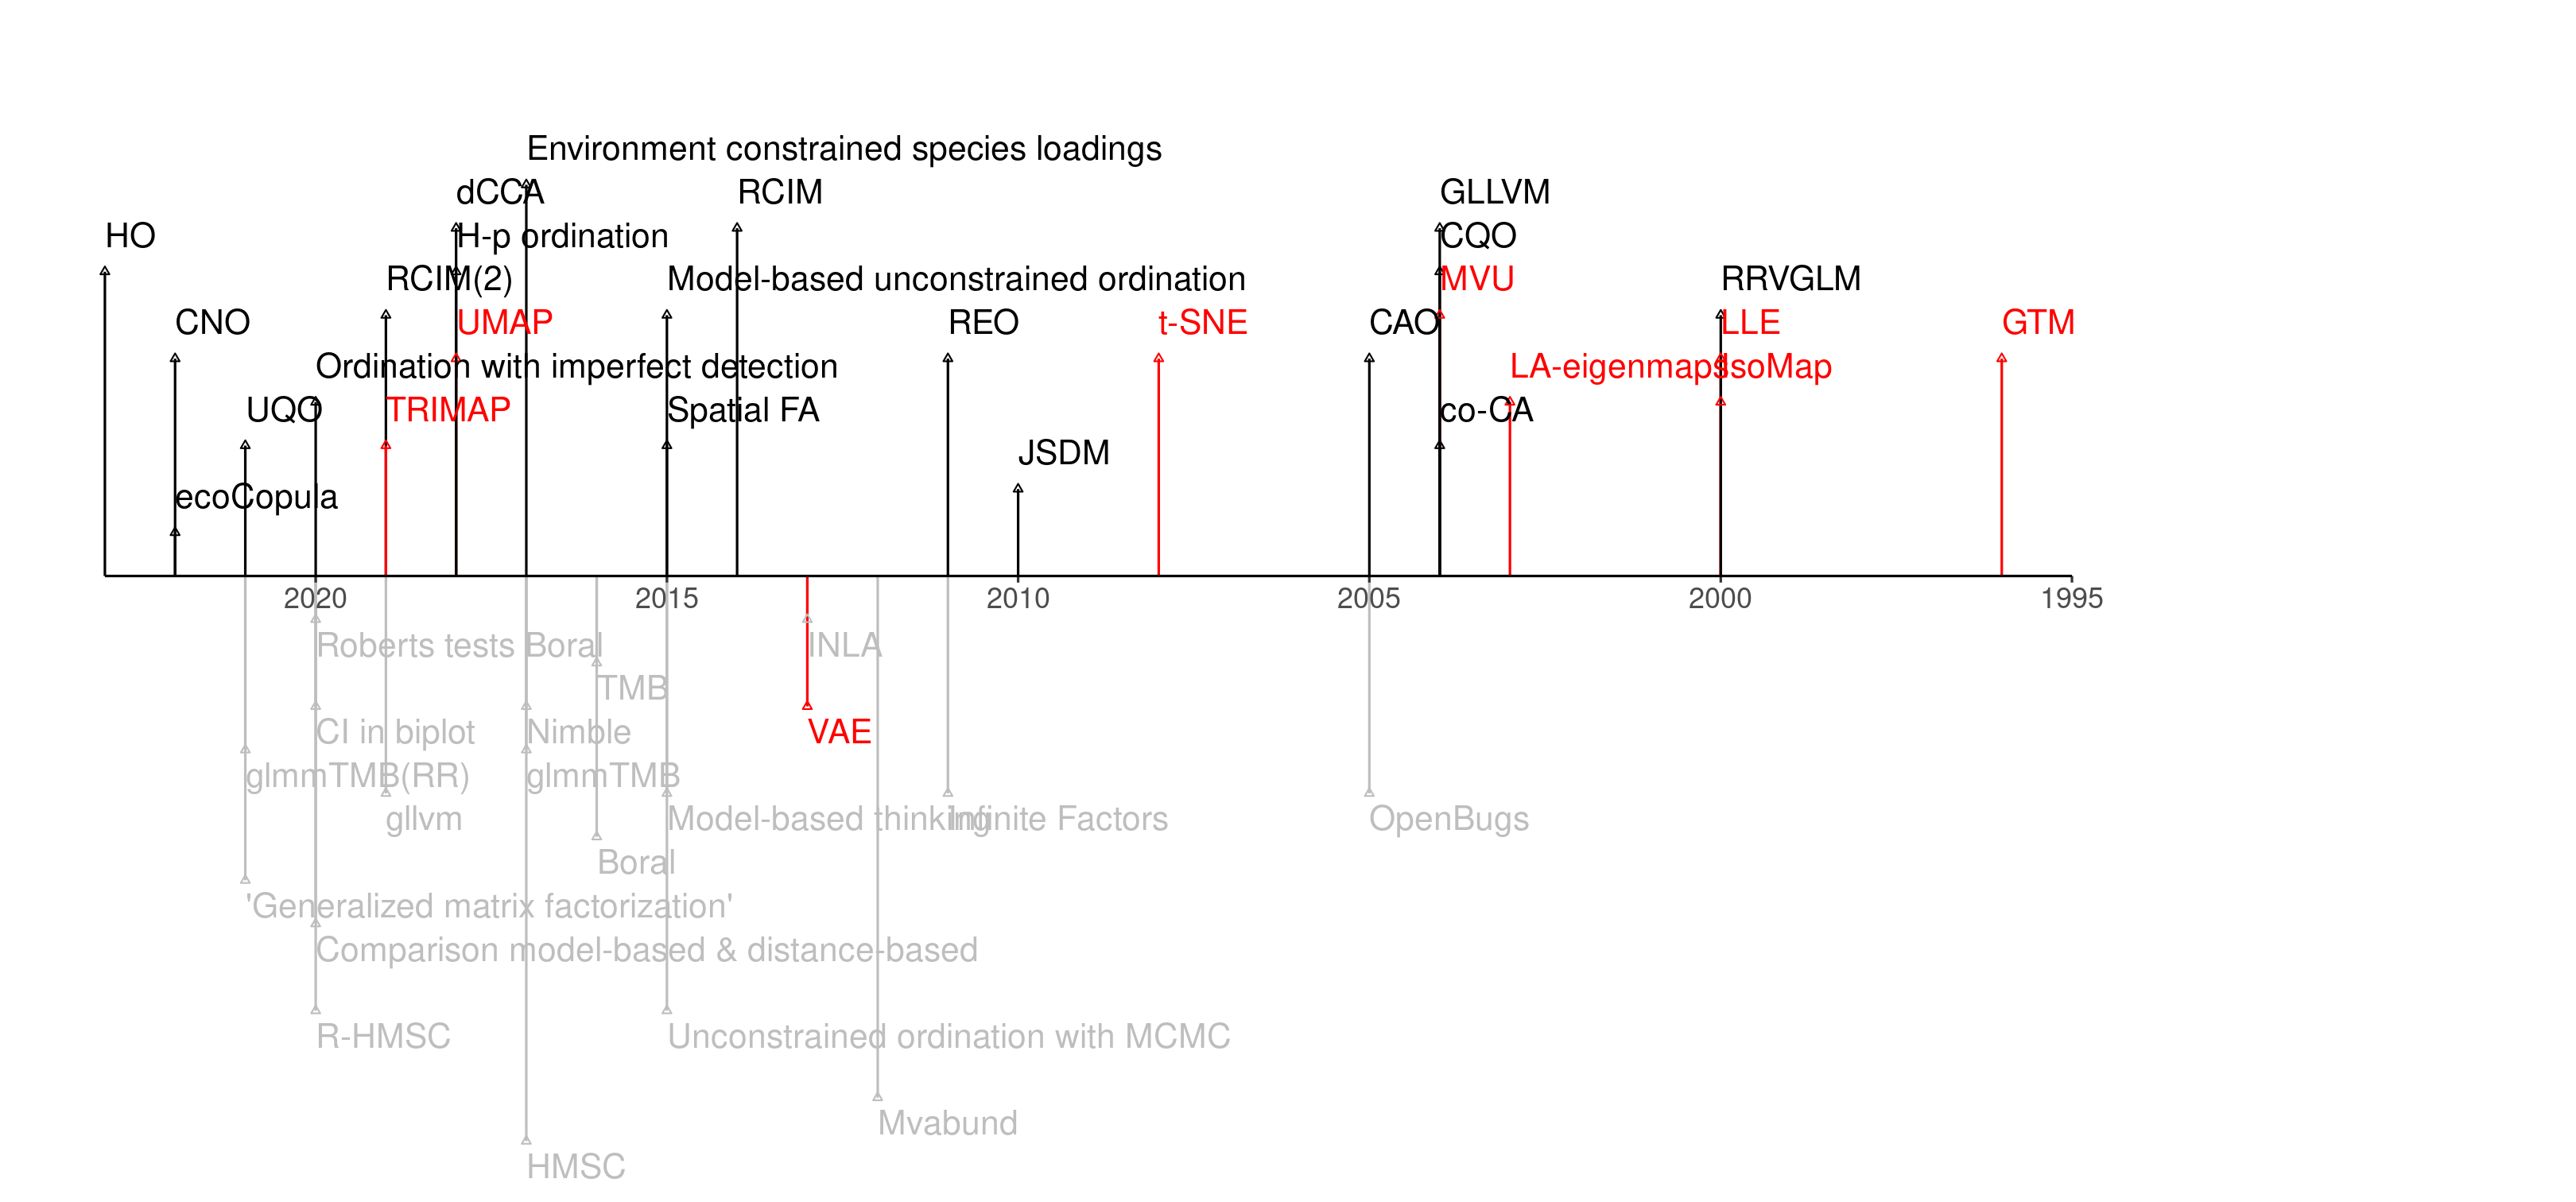 Environment constrained species loadings
dCCA
RCIM
GLLVM
HO
H-p ordination
CQO
RCIM(2)
Model-based unconstrained ordination
MVU
RRVGLM
CNO
UMAP
REO
t-SNE
CAO
LLE
GTM
Ordination with imperfect detection
LA-eigenmaps
IsoMap
UQO
TRIMAP
Spatial FA
co-CA
JSDM
ecoCopula
2020
2015
2010
2005
2000
1995
Roberts tests Boral
INLA
TMB
CI in biplot
Nimble
VAE
glmmTMB(RR)
glmmTMB
gllvm
Model-based thinking
Infinite Factors
OpenBugs
Boral
'Generalized matrix factorization'
Comparison model-based & distance-based
R-HMSC
Unconstrained ordination with MCMC
Mvabund
HMSC